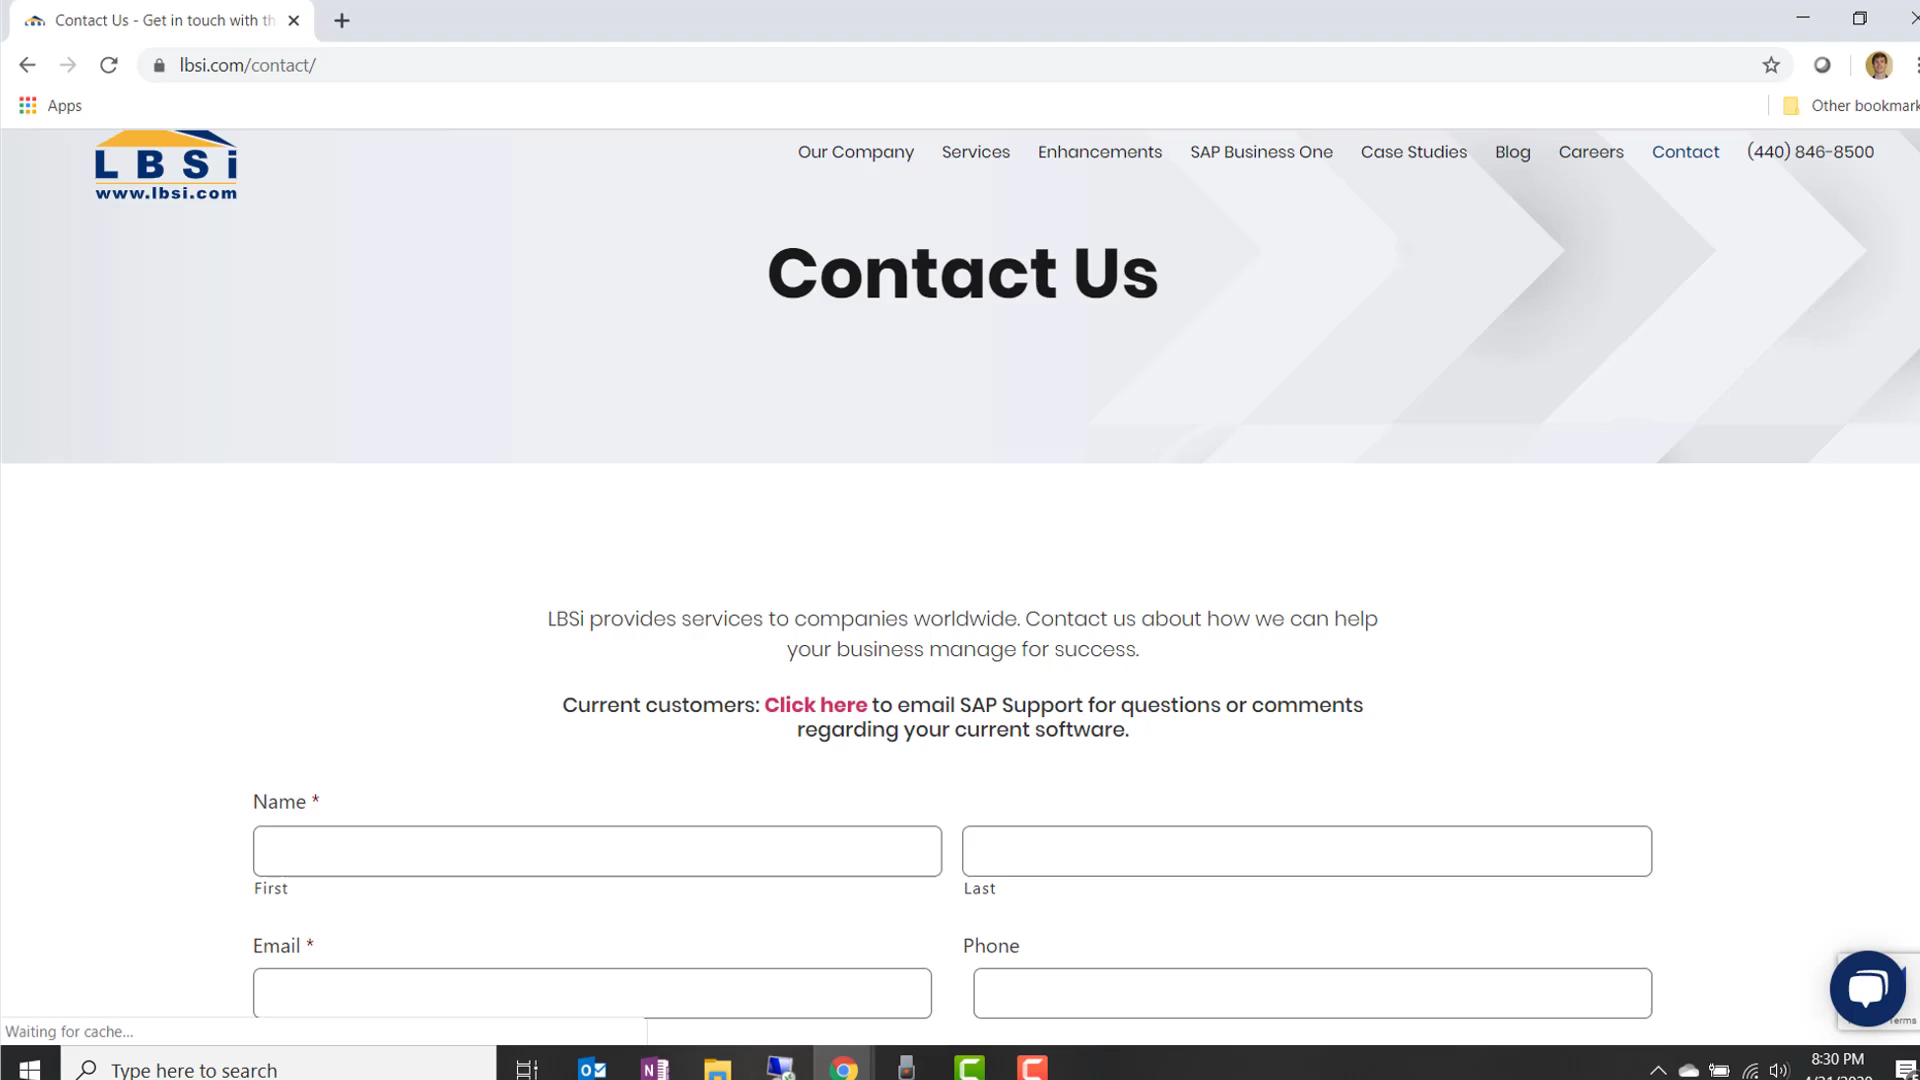 Contact Us - Get in touch with th
lbsi.com/contact/
Apps
Other bookmark
LBSi
www.lbsi.com
Our Company
Services
Enhancements
SAP Business One
Case Studies
Blog
Careers
Contact
(440) 846-8500
Contact Us
LBSi provides services to companies worldwide. Contact us about how we can help
your business manage for success.
Current customers: Click here to email SAP Support for questions or comments
regarding your current software.
Name *
First
Last
Email *
Phone
Terms
Waiting for cache...
Type here to search
8:30 PM